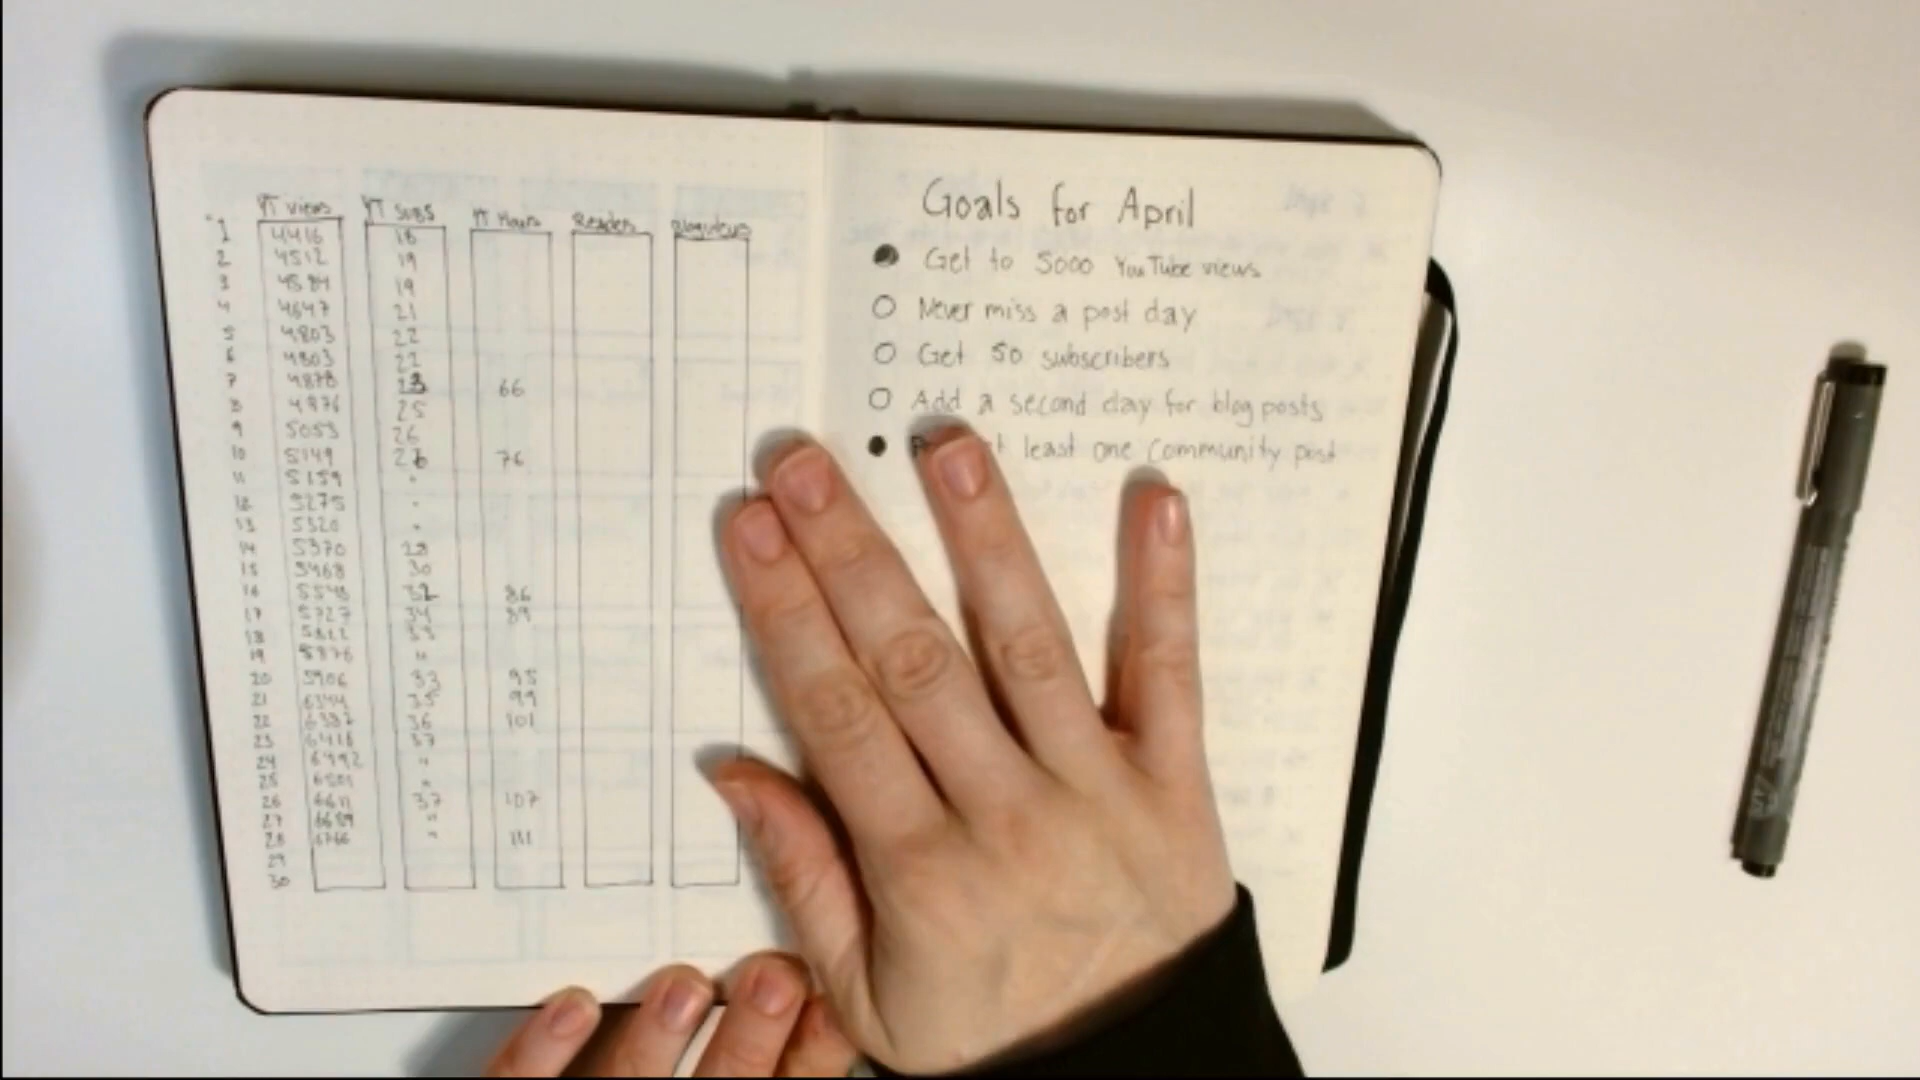 YT Views YT Subs YT Hours Readers Blog views
1 4416 18
2 4512 19
3 4584 19
4 4647 21
5 4803 22
6 4803 22
7 4878 23 66
8 4976 25
9 5053 26
10 5149 26 76
11 5159 "
12 5275 "
13 5320 "
14 5370 28
15 5468 30
16 5548 32 86
17 5727 34 89
18 5822
19 5876 "
20 5906 33 95
21 6344 35 99
22 6382 36 101
23 6418 37
24 6492 "
25 6501 "
26 6611 37 107
27 6689 "
28 6766 " 111
29
30
Goals for April
Get to 5000 YouTube views
Never miss a post day
Get 50 subscribers
Add a second day for blog posts
least one Community post